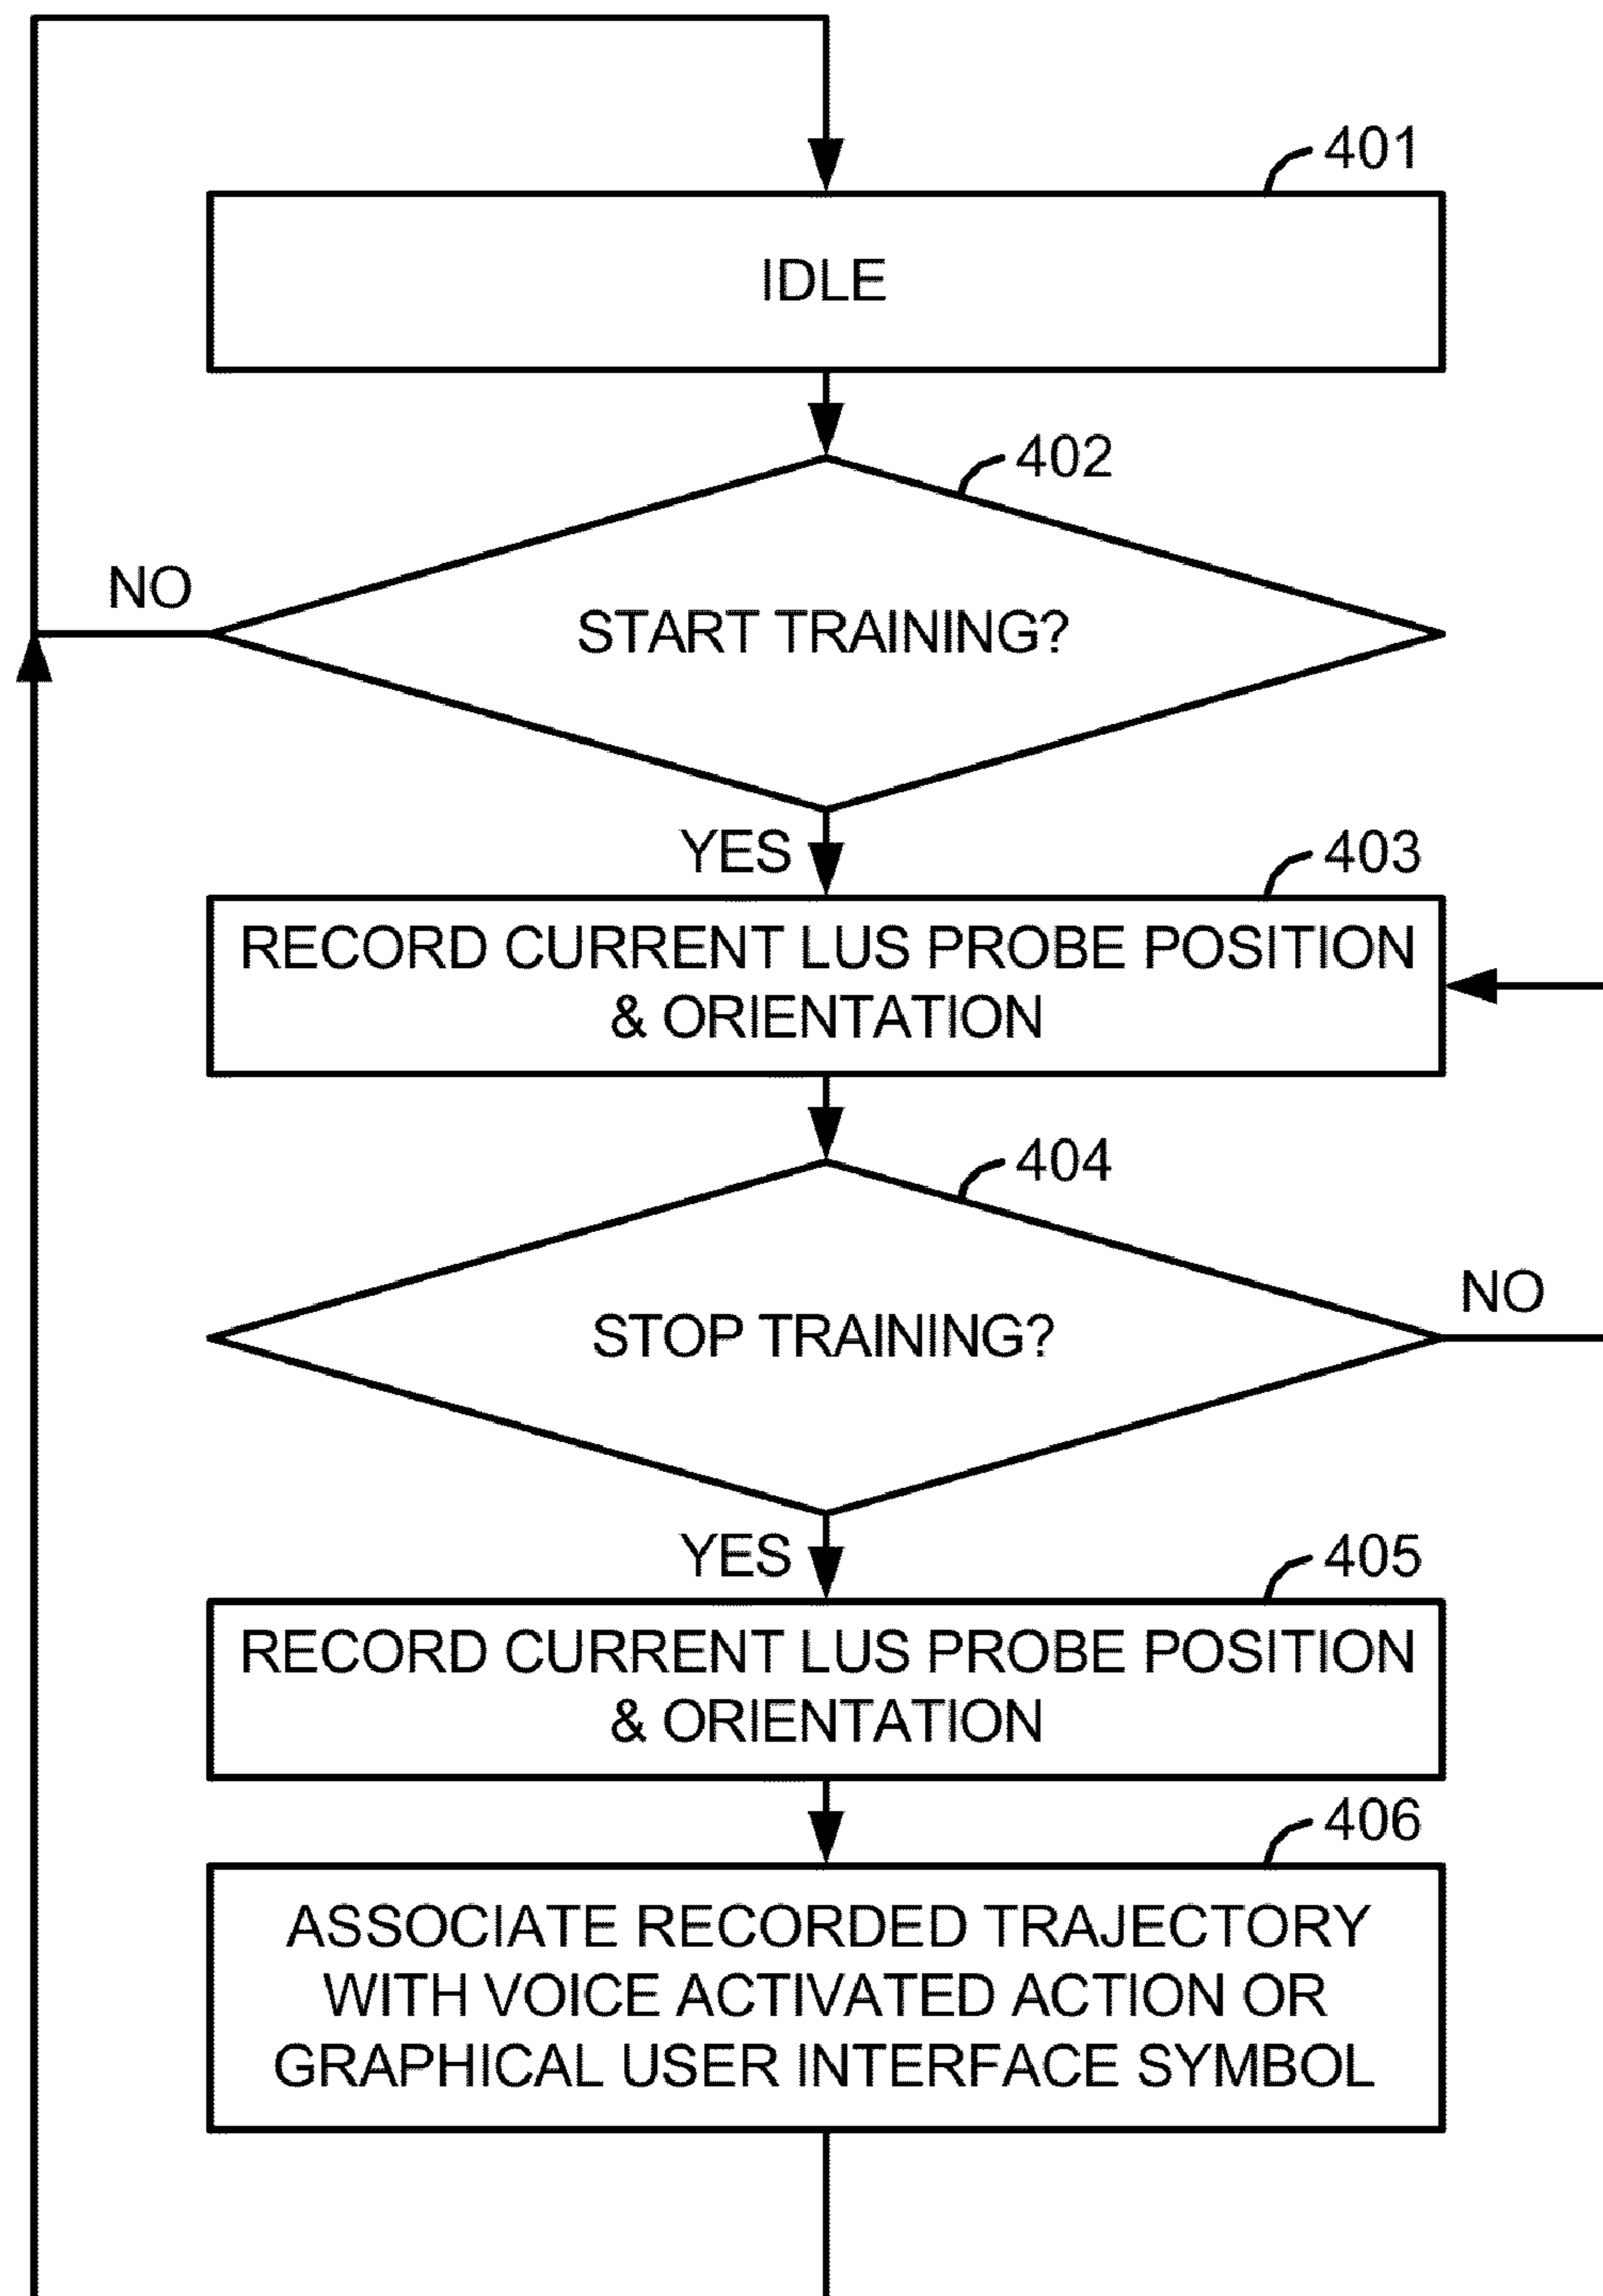 401
IDLE
402
NO
START TRAINING?
YES
403
RECORD CURRENT LUS PROBE POSITION
& ORIENTATION
404
NO
STOP TRAINING?
YES
405
RECORD CURRENT LUS PROBE POSITION
& ORIENTATION
406
ASSOCIATE RECORDED TRAJECTORY
WITH VOICE ACTIVATED ACTION OR
GRAPHICAL USER INTERFACE SYMBOL